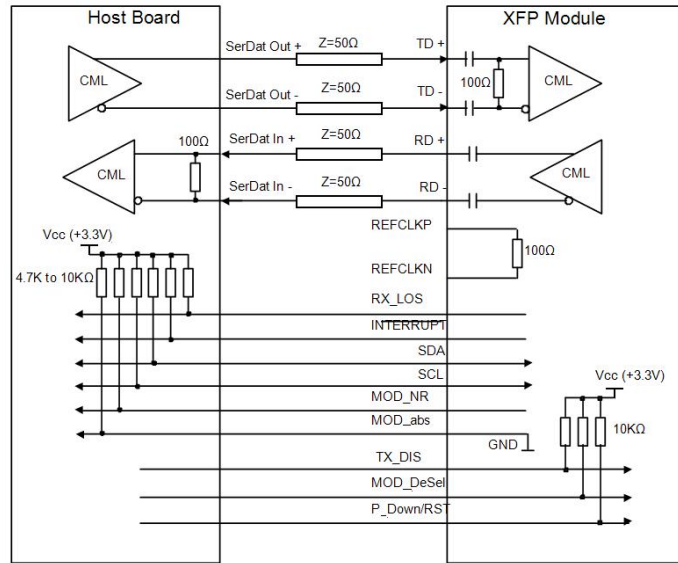 Host Board
XFP Module
SerDat Out +
Z=50Ω
TD +
CML
100Ω
CML
SerDat Out -
Z=50Ω
TD -
100Ω
SerDat In +
Z=50Ω
RD +
CML
CML
SerDat In -
Z=50Ω
RD -
REFCLKP
Vcc (+3.3V)
100Ω
REFCLKN
4.7K to 10KΩ
RX_LOS
INTERRUPT
SDA
SCL
Vcc (+3.3V)
MOD_NR
MOD_abs
10KΩ
GND
TX_DIS
MOD_DeSel
P_Down/RST